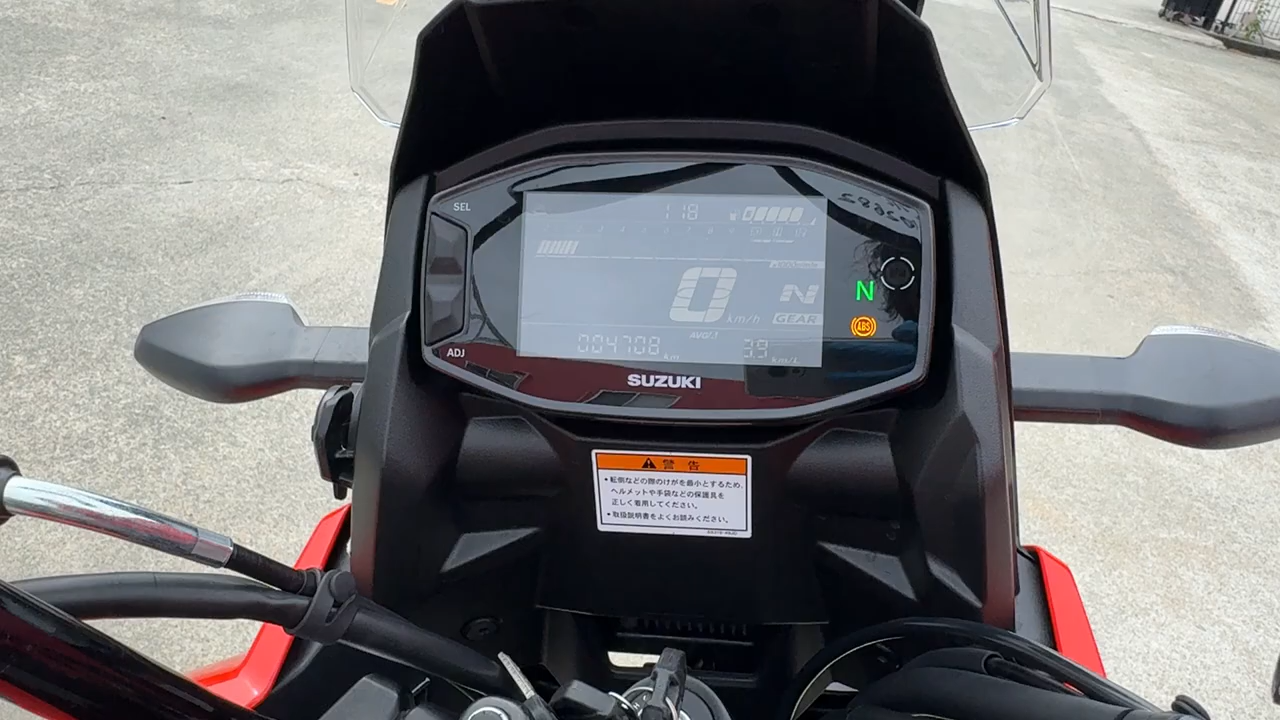 SEL
1:18
0
km/h
N
GEAR
N
ABS
AVG1
004708 km
km/L
ADJ
SUZUKI
警告
・転倒などの際のけがを最小とするため、
ヘルメットや手袋などの保護具を
正しく着用してください。
・取扱説明書をよくお読みください。